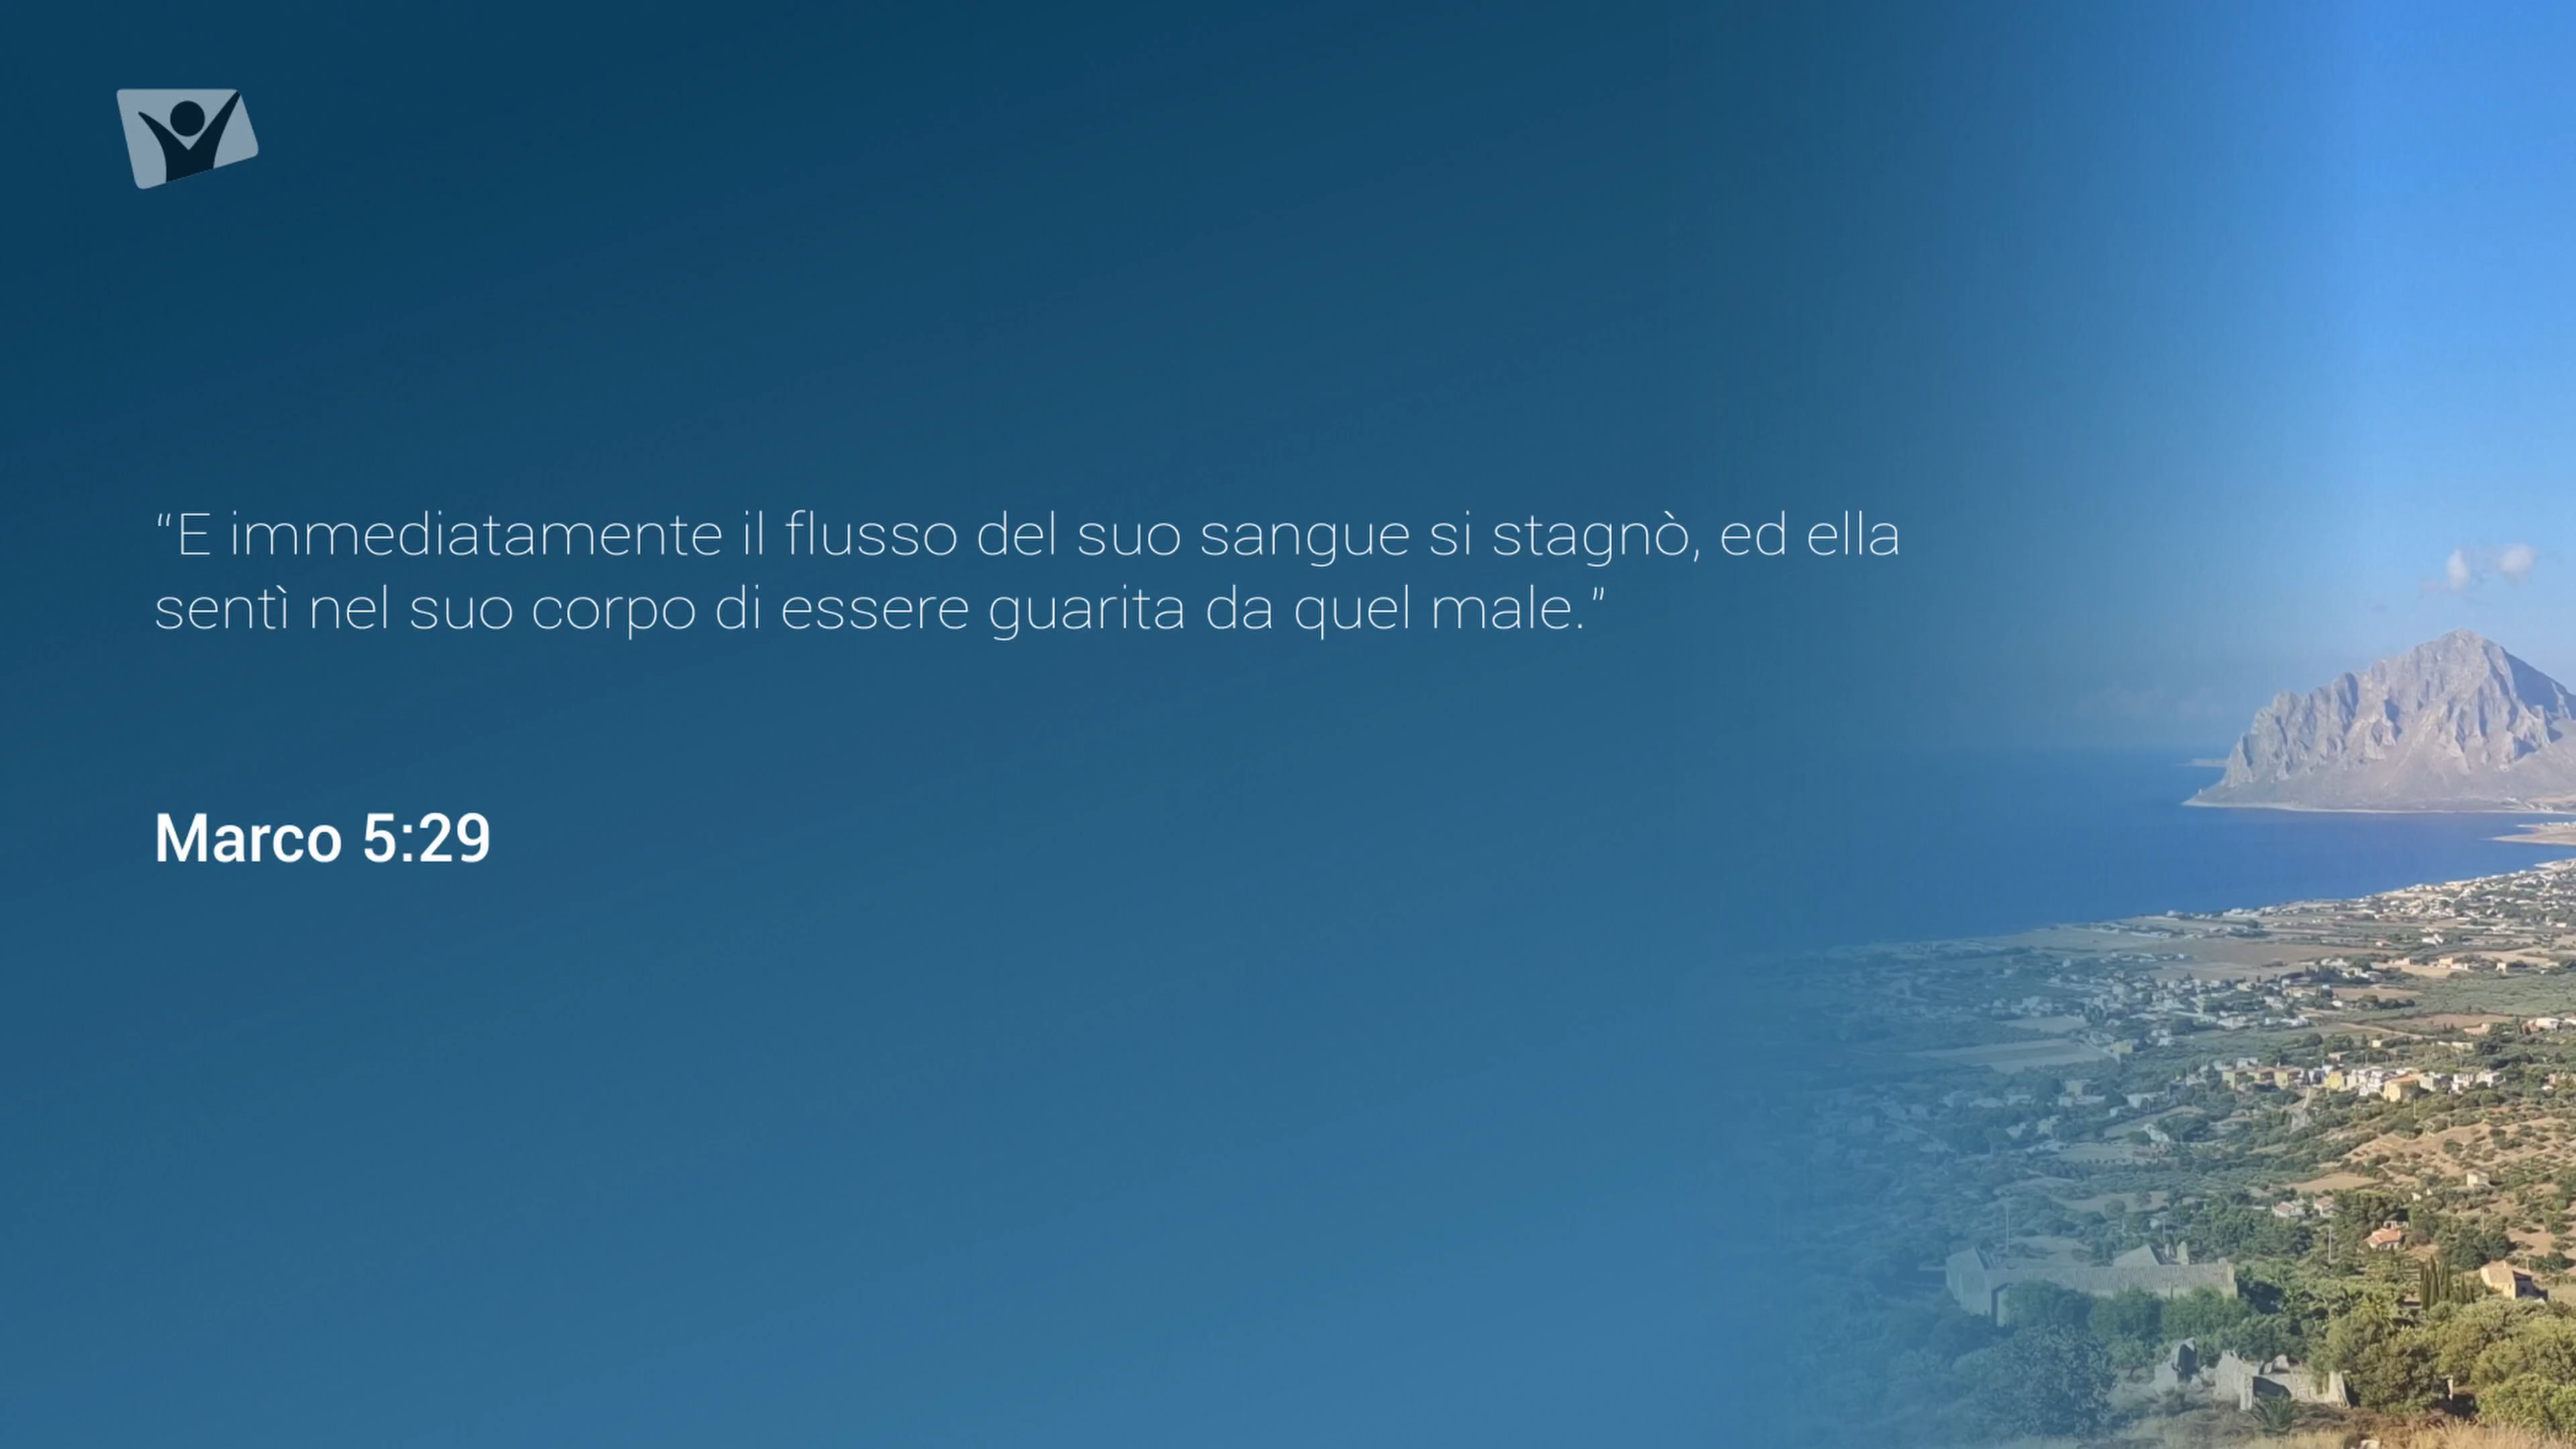 “E immediatamente il flusso del suo sangue si stagnò, ed ella
sentì nel suo corpo di essere guarita da quel male.”
Marco 5:29